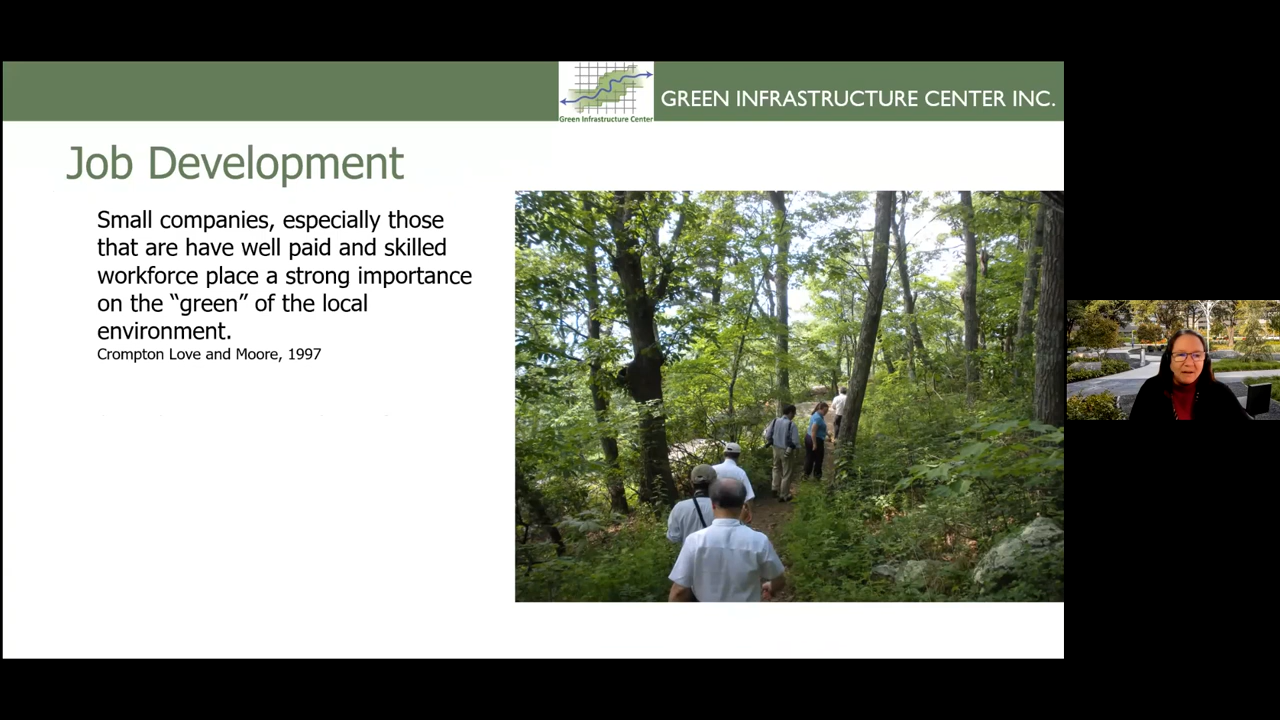 Green Infrastructure Center
GREEN INFRASTRUCTURE CENTER INC.
Job Development
Small companies, especially those
that are have well paid and skilled
workforce place a strong importance
on the “green” of the local
environment.
Crompton Love and Moore, 1997